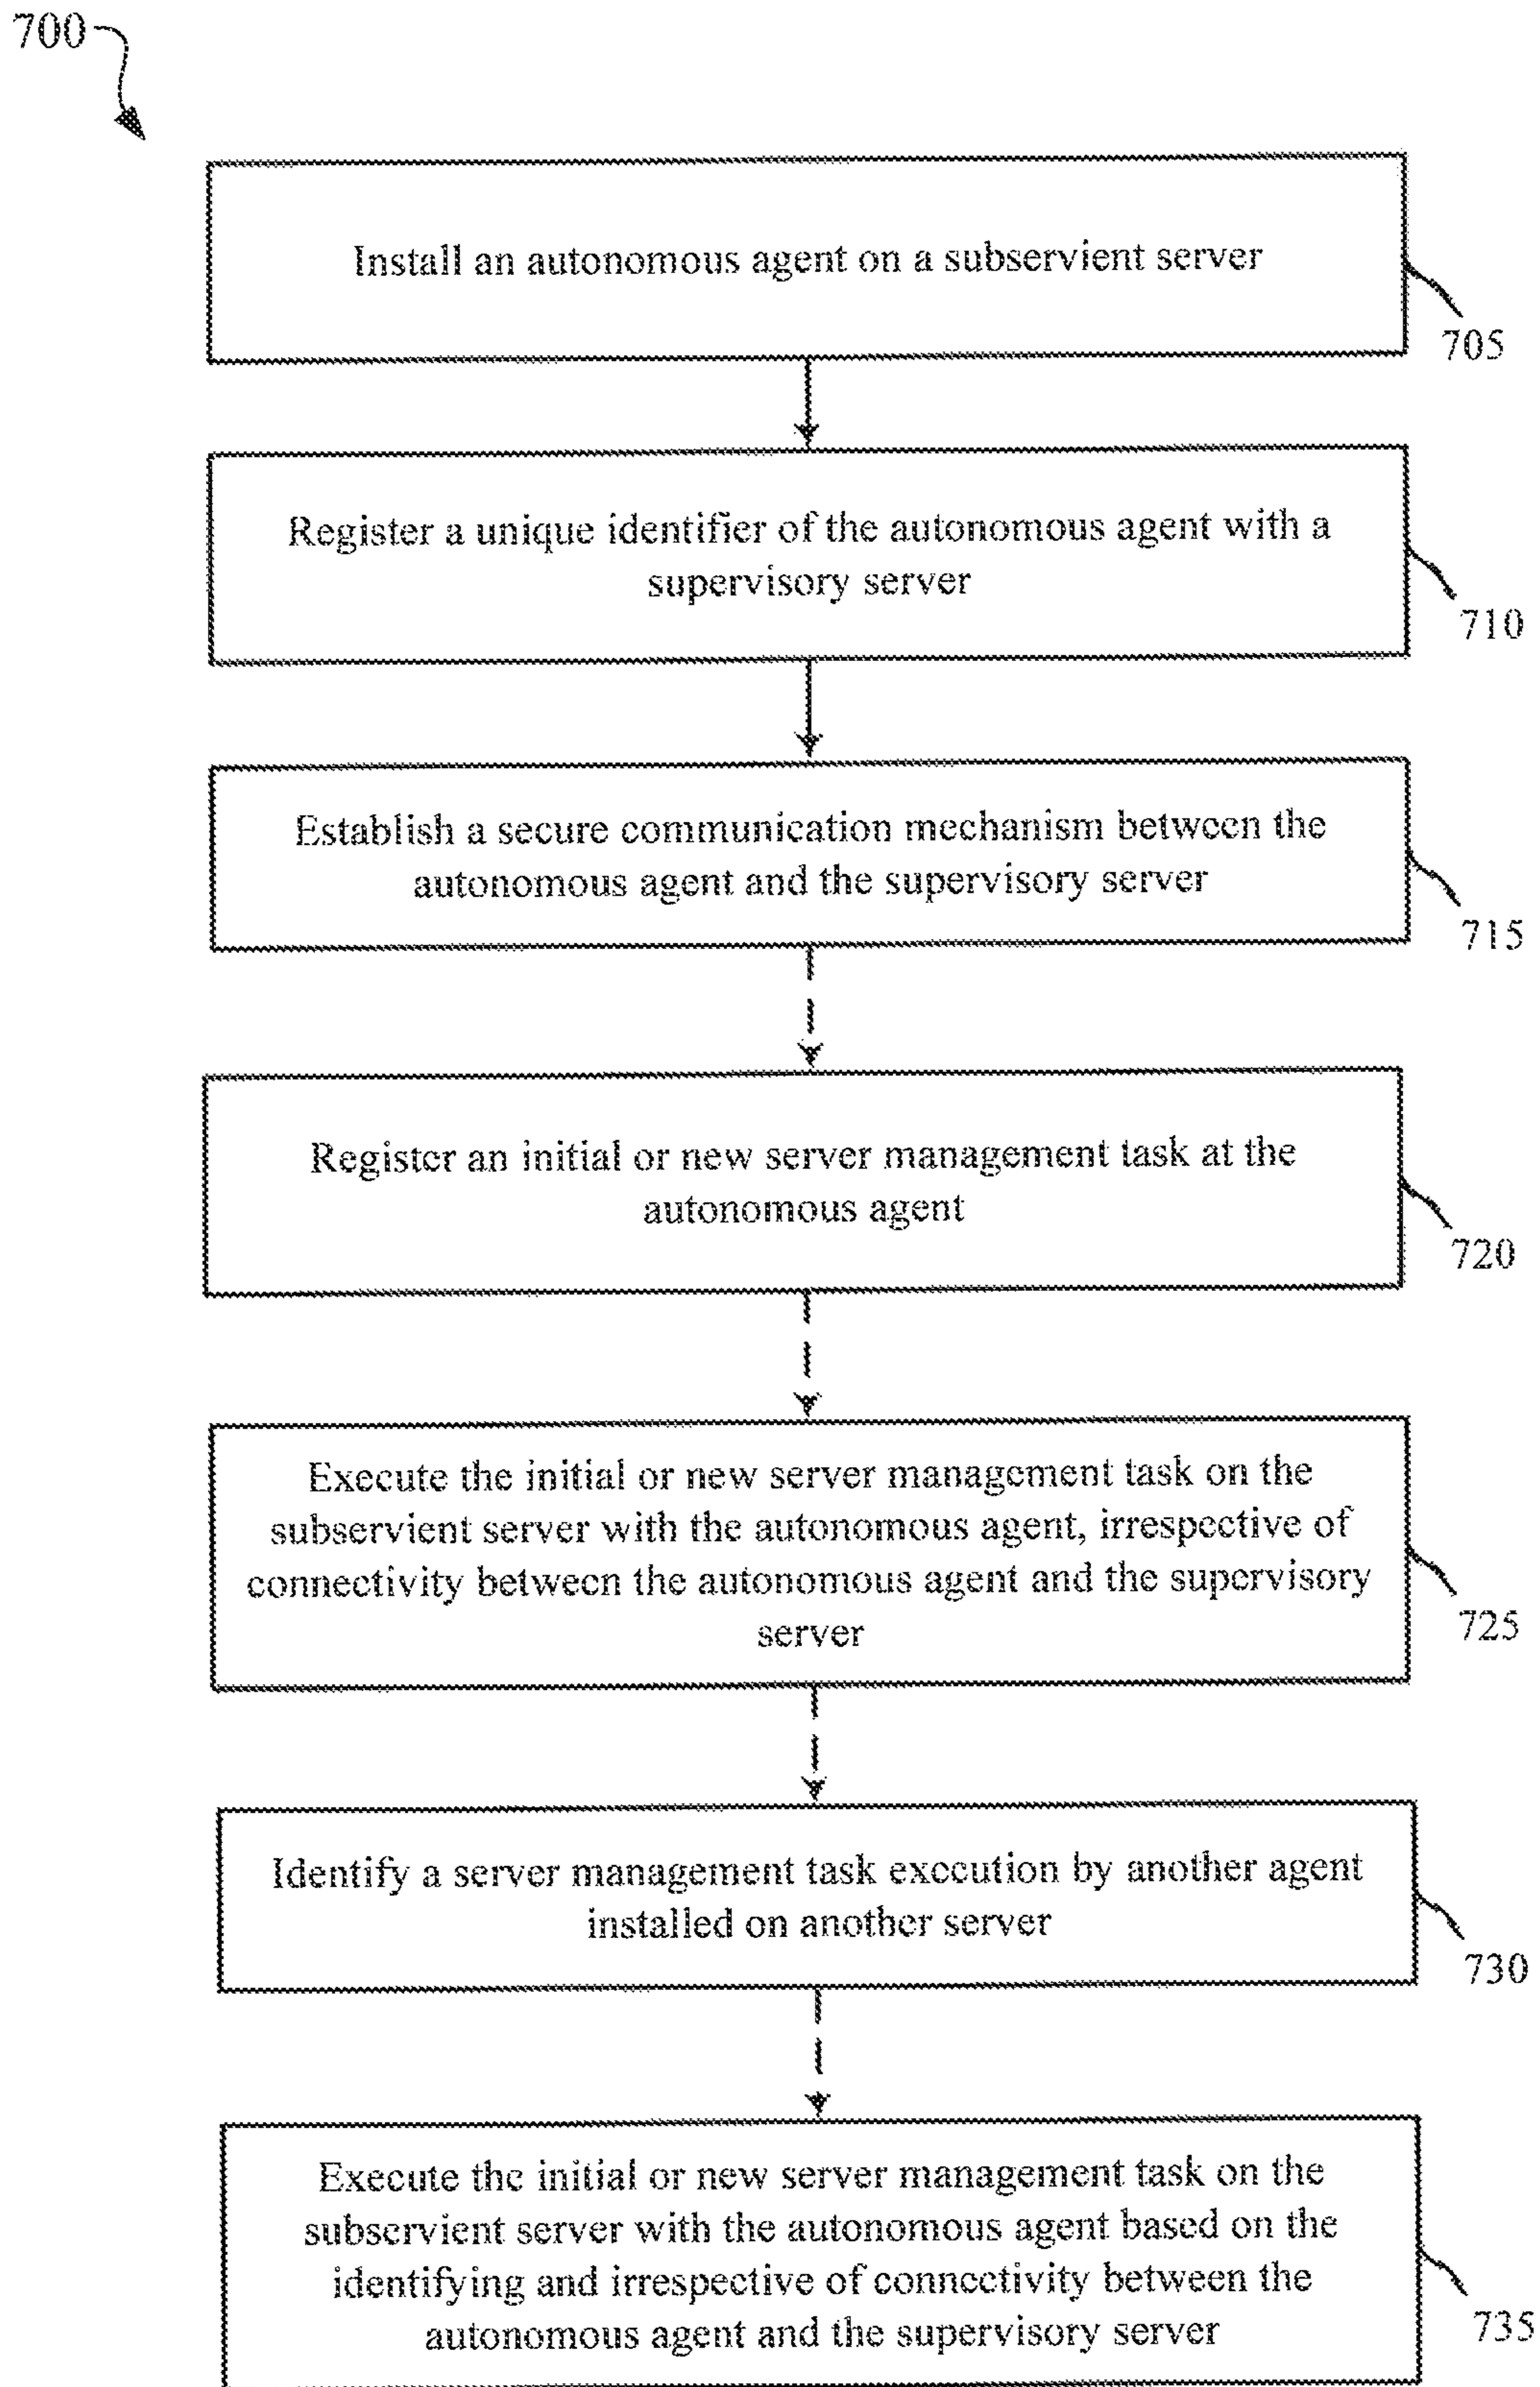 700
Install an autonomous agent on a subservient server
705
Register a unique identifier of the autonomous agent with a
supervisory server
710
Establish a secure communication mechanism between the
autonomous agent and the supervisory server
715
Register an initial or new server management task at the
autonomous agent
720
Execute the initial or new server management task on the
subservient server with the autonomous agent, irrespective of
connectivity between the autonomous agent and the supervisory
server
725
Identify a server management task execution by another agent
installed on another server
730
Execute the initial or new server management task on the
subservient server with the autonomous agent based on the
identifying and irrespective of connectivity between the
autonomous agent and the supervisory server
735